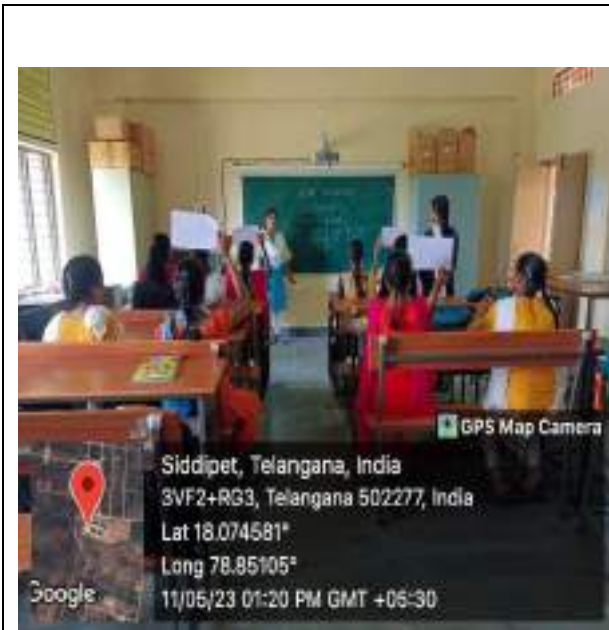 GPS Map Camera
Siddipet, Telangana, India
3VF2+RG3, Telangana 502277, India
Lat 18.074581°
Long 78.85105°
11/05/23 01:20 PM GMT +05:30
Google